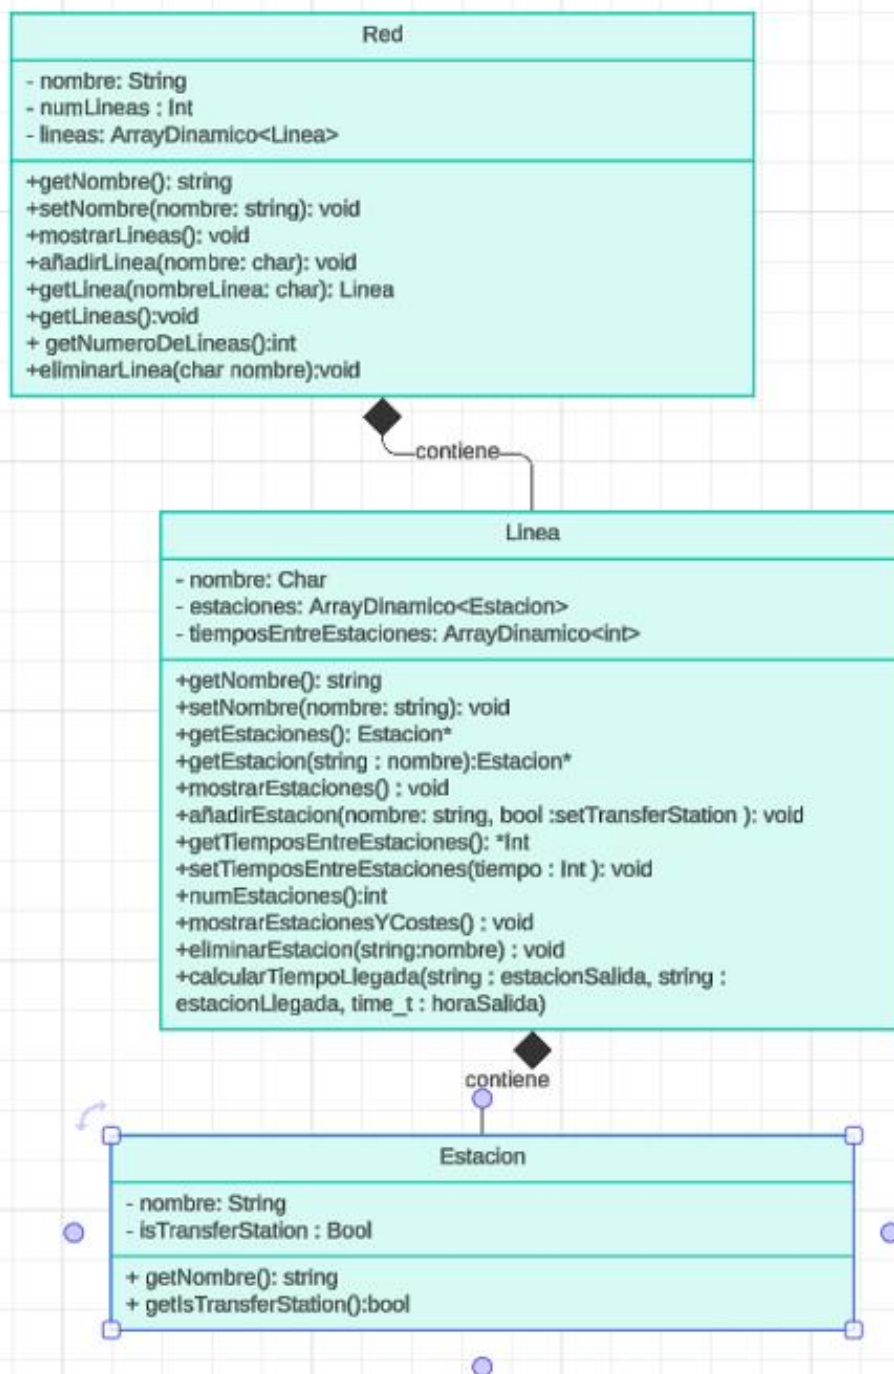 Red
- nombre: String
- numLineas : Int
- lineas: ArrayDinamico<Linea>
+getNombre(): string
+setNombre(nombre: string): void
+mostrarLineas(): void
+añadirLinea(nombre: char): void
+getLinea(nombreLinea: char): Linea
+getLineas():void
+ getNumeroDeLineas():int
+eliminarLinea(char nombre):void
contiene
Linea
- nombre: Char
- estaciones: ArrayDinamico<Estacion>
- tiemposEntreEstaciones: ArrayDinamico<int>
+getNombre(): string
+setNombre(nombre: string): void
+getEstaciones(): Estacion*
+getEstacion(string : nombre):Estacion*
+mostrarEstaciones() : void
+añadirEstacion(nombre: string, bool :setTransferStation ): void
+getTiemposEntreEstaciones(): *Int
+setTiemposEntreEstaciones(tiempo : Int ): void
+numEstaciones():int
+mostrarEstacionesYCostes() : void
+eliminarEstacion(string:nombre) : void
+calcularTiempoLlegada(string : estacionSalida, string :
estacionLlegada, time_t : horaSalida)
contiene
Estacion
- nombre: String
- isTransferStation : Bool
+ getNombre(): string
+ getIsTransferStation():bool